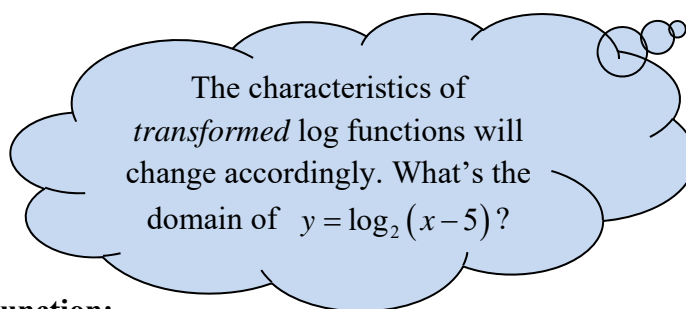 The characteristics of
transformed log functions will
change accordingly. What's the
domain of y = log₂(x − 5)?
unction: